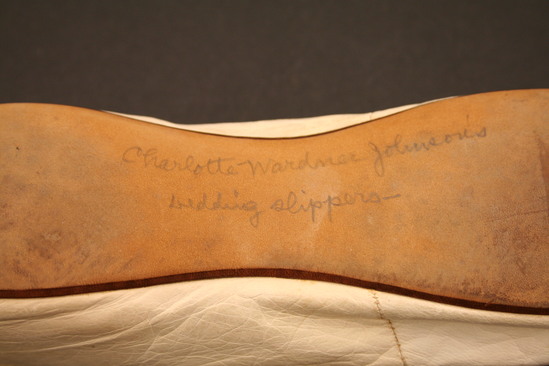 Charlotte Wardner Johnson's
wedding slippers—